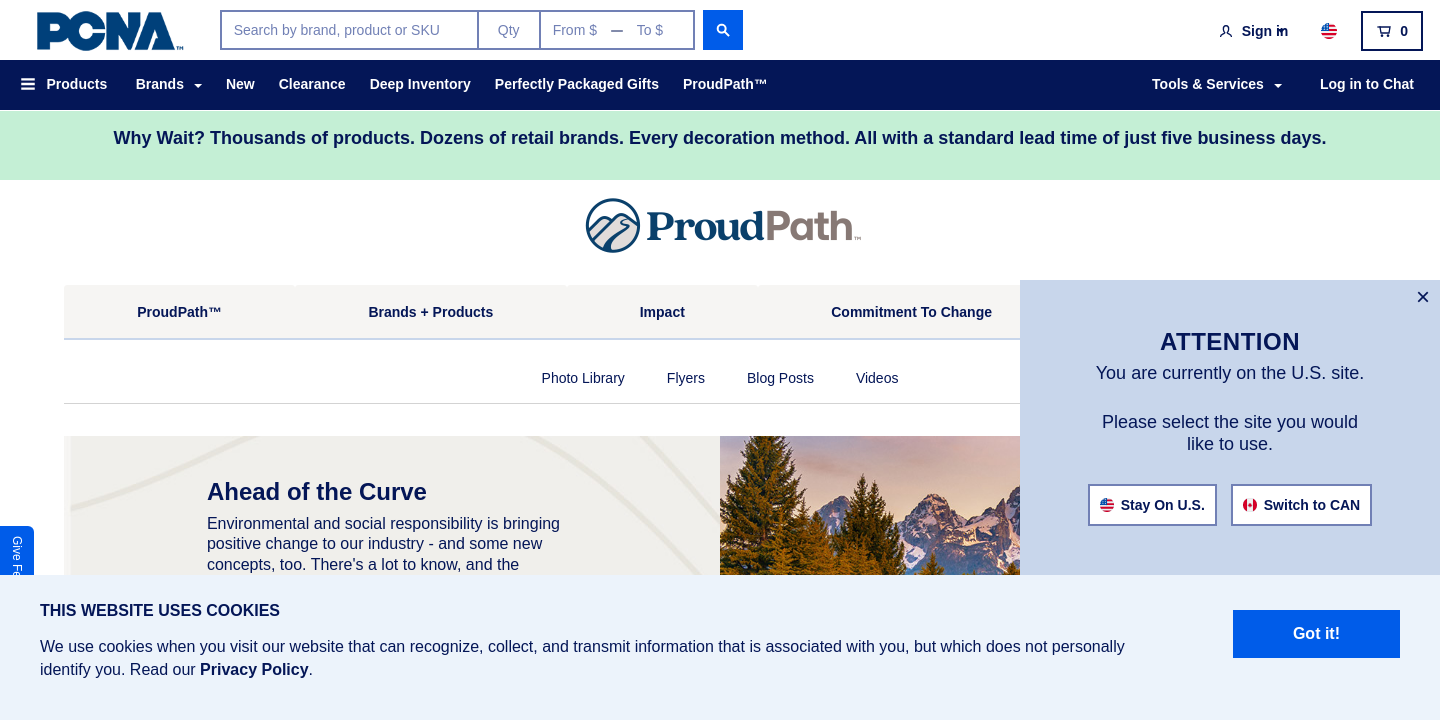 PCNA™
Search by brand, product or SKU
Qty
From $ — To $
Sign in
0
Products
Brands
New
Clearance
Deep Inventory
Perfectly Packaged Gifts
ProudPath™
Tools & Services
Log in to Chat
Why Wait? Thousands of products. Dozens of retail brands. Every decoration method. All with a standard lead time of just five business days.
ProudPath™
ProudPath™
Brands + Products
Impact
Commitment To Change
Photo Library
Flyers
Blog Posts
Videos
×
ATTENTION
You are currently on the U.S. site.
Please select the site you would
like to use.
Stay On U.S.
Switch to CAN
Ahead of the Curve
Environmental and social responsibility is bringing
positive change to our industry - and some new
concepts, too. There's a lot to know, and the
Give Fe
THIS WEBSITE USES COOKIES
We use cookies when you visit our website that can recognize, collect, and transmit information that is associated with you, but which does not personally
identify you. Read our Privacy Policy.
Got it!